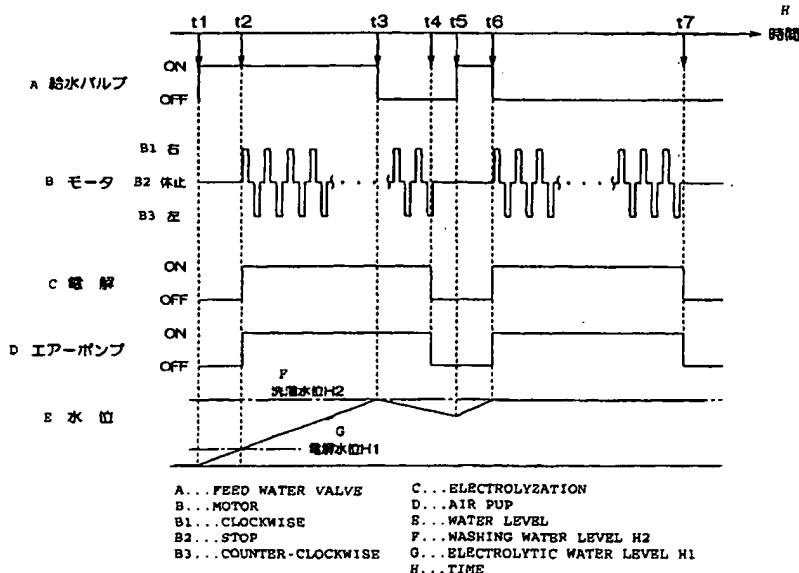 H
t1 t2 t3 t4 t5 t6 t7
時間
A 給水バルブ
ON
OFF
B モータ
B1 右
B2 休止
B3 左
C 電解
ON
OFF
D エアーポンプ
ON
OFF
F
洗濯水位H2
E 水位
G
電解水位H1
A...FEED WATER VALVE
B...MOTOR
B1...CLOCKWISE
B2...STOP
B3...COUNTER-CLOCKWISE
C...ELECTROLYZATION
D...AIR PUP
E...WATER LEVEL
F...WASHING WATER LEVEL H2
G...ELECTROLYTIC WATER LEVEL H1
H...TIME